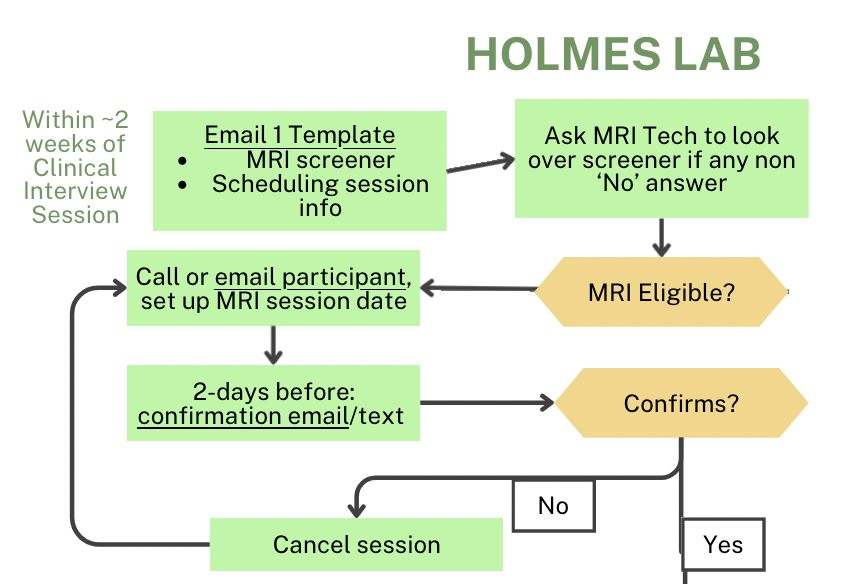 HOLMES LAB
Within ~2
weeks of
Clinical
Interview
Session
Email 1 Template
• MRI screener
• Scheduling session
info
Ask MRI Tech to look
over screener if any non
‘No’ answer
MRI Eligible?
Call or email participant,
set up MRI session date
2-days before:
confirmation email/text
Confirms?
No
Yes
Cancel session